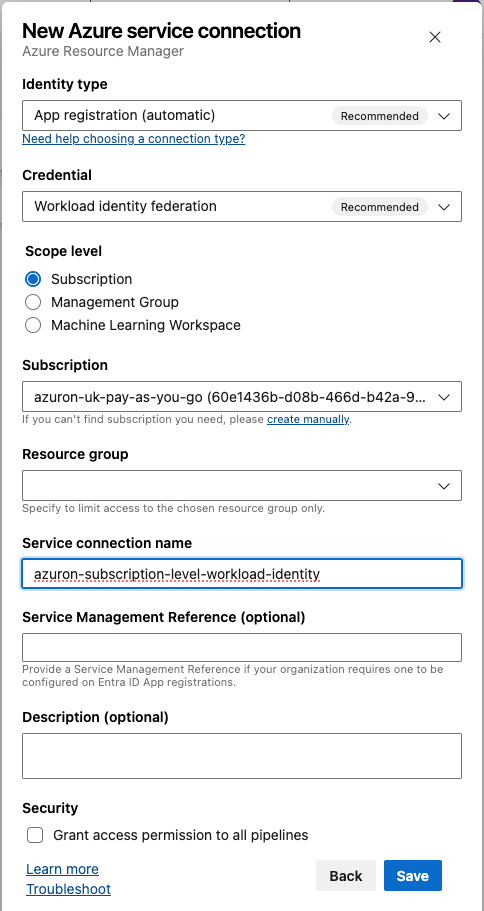 New Azure service connection
Azure Resource Manager
Identity type
App registration (automatic) Recommended
Need help choosing a connection type?
Credential
Workload identity federation Recommended
Scope level
Subscription
Management Group
Machine Learning Workspace
Subscription
azuron-uk-pay-as-you-go (60e1436b-d08b-466d-b42a-9...
If you can't find subscription you need, please create manually.
Resource group
Specify to limit access to the chosen resource group only.
Service connection name
azuron-subscription-level-workload-identity
Service Management Reference (optional)
Provide a Service Management Reference if your organization requires one to be
configured on Entra ID App registrations.
Description (optional)
Security
Grant access permission to all pipelines
Learn more
Troubleshoot
Back Save